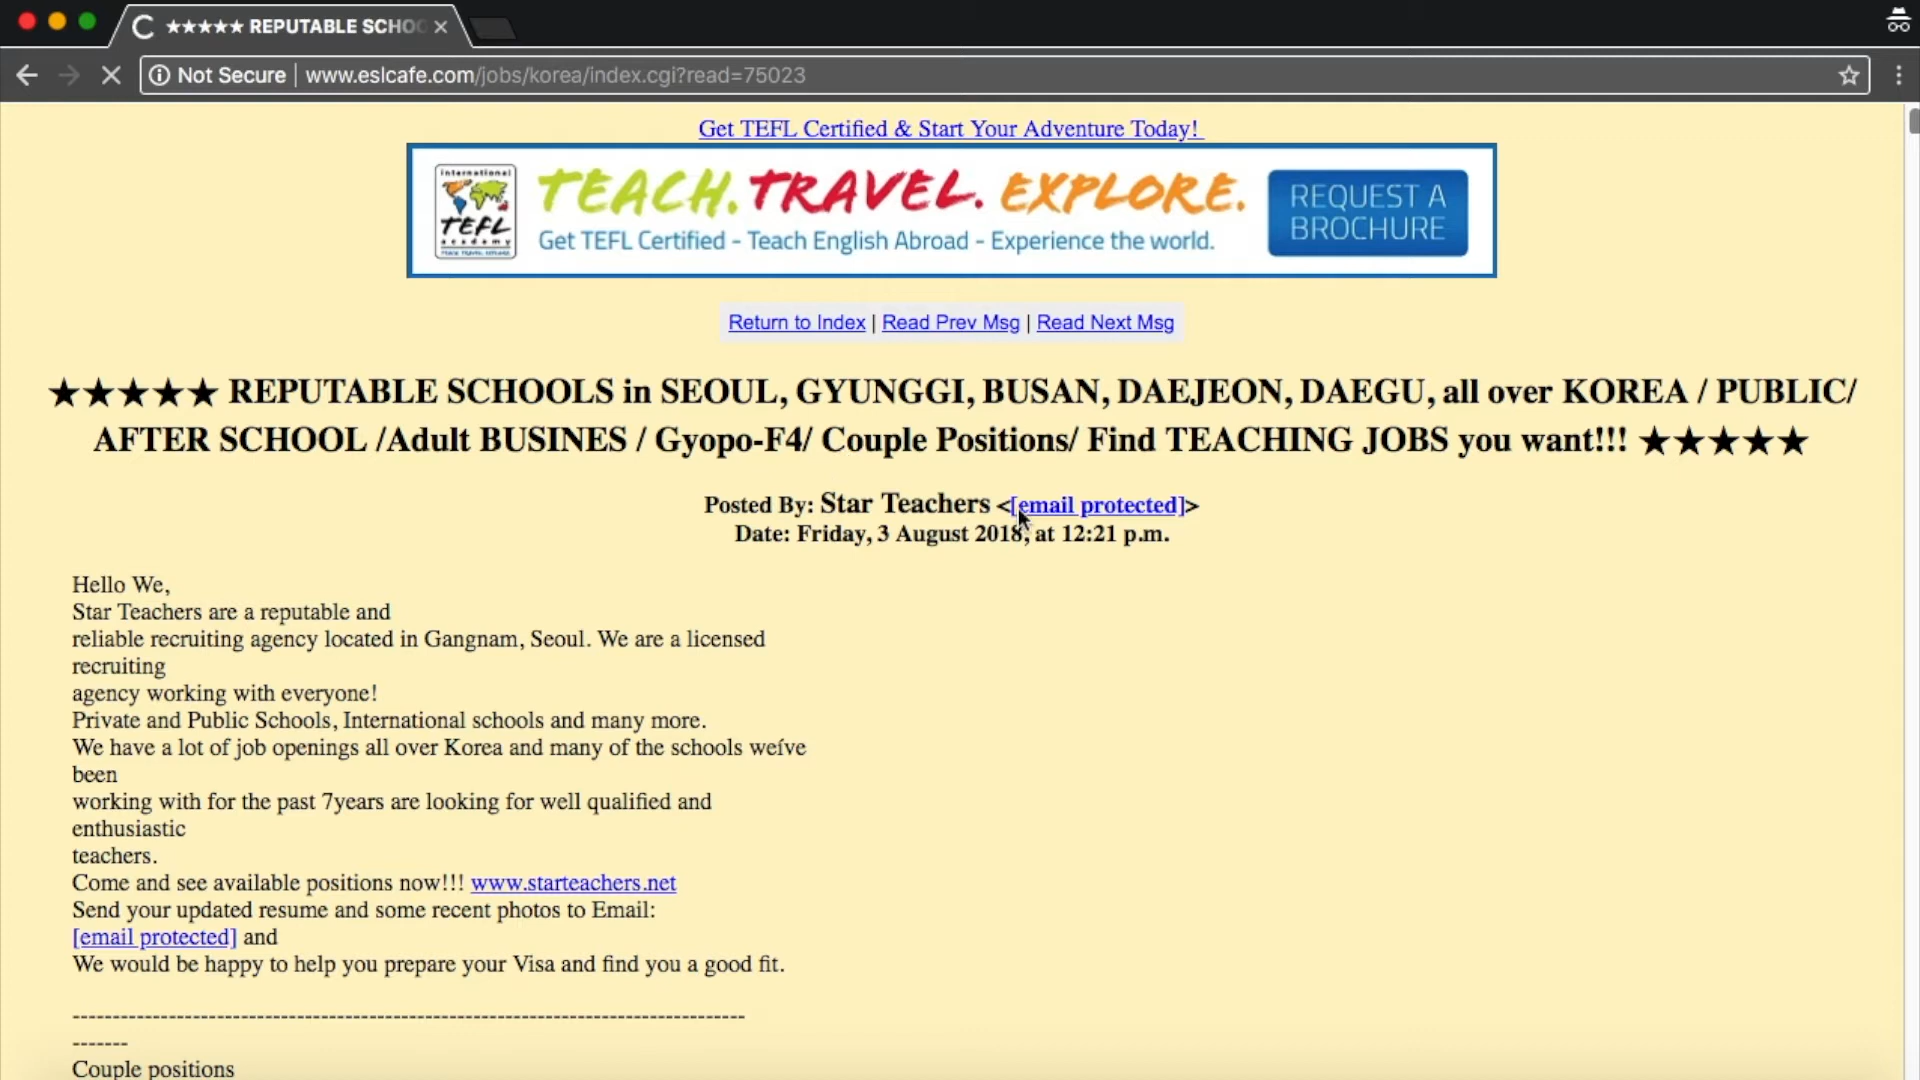 ★★★★★ REPUTABLE SCHOO
Not Secure | www.eslcafe.com/jobs/korea/index.cgi?read=75023
Get TEFL Certified & Start Your Adventure Today!
international
TEFL
academy
TEACH. TRAVEL. EXPLORE.
Get TEFL Certified - Teach English Abroad - Experience the world.
REQUEST A
BROCHURE
Return to Index | Read Prev Msg | Read Next Msg
★★★★★ REPUTABLE SCHOOLS in SEOUL, GYUNGGI, BUSAN, DAEJEON, DAEGU, all over KOREA / PUBLIC/
AFTER SCHOOL /Adult BUSINES / Gyopo-F4/ Couple Positions/ Find TEACHING JOBS you want!!! ★★★★★
Posted By: Star Teachers <[email protected]>
Date: Friday, 3 August 2018, at 12:21 p.m.
Hello We,
Star Teachers are a reputable and
reliable recruiting agency located in Gangnam, Seoul. We are a licensed
recruiting
agency working with everyone!
Private and Public Schools, International schools and many more.
We have a lot of job openings all over Korea and many of the schools weíve
been
working with for the past 7years are looking for well qualified and
enthusiastic
teachers.
Come and see available positions now!!! www.starteachers.net
Send your updated resume and some recent photos to Email:
[email protected] and
We would be happy to help you prepare your Visa and find you a good fit.
------------------------------------------------------------------------------------
-------
Couple positions